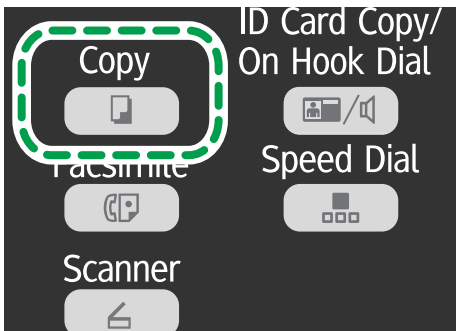 ID Card Copy/
Copy On Hook Dial
Facsimile Speed Dial
Scanner